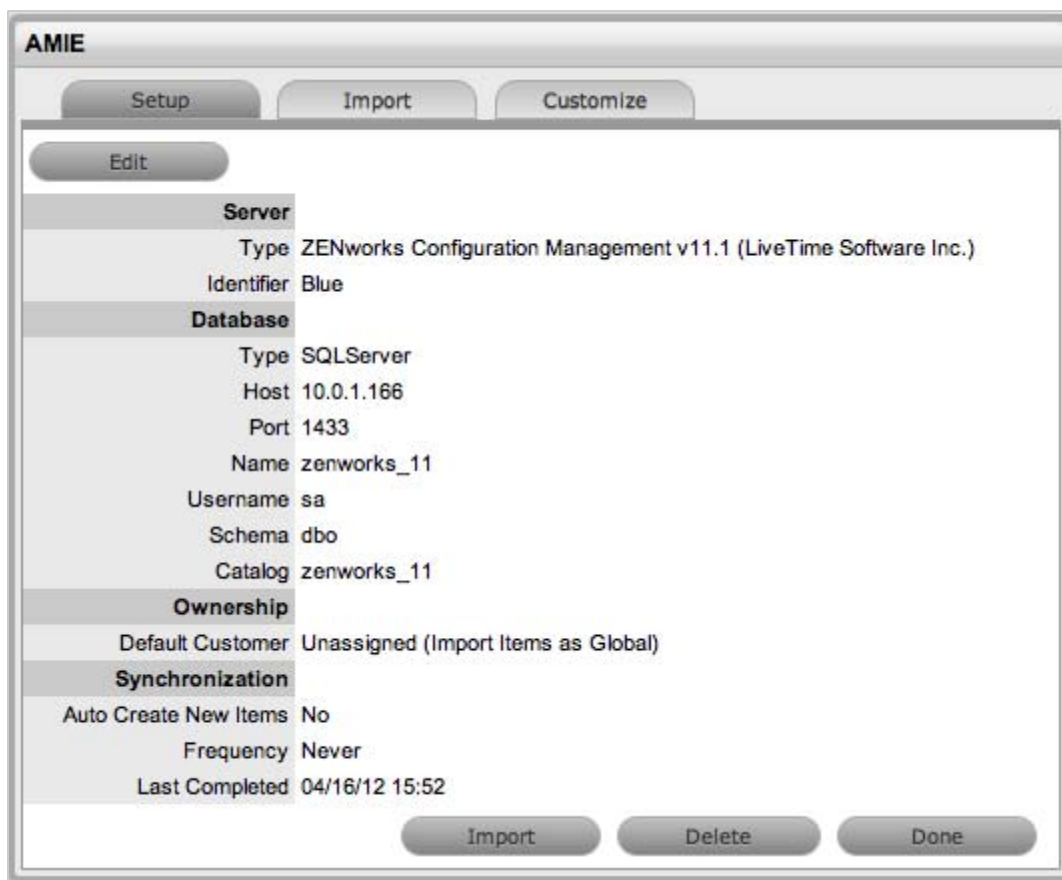 AMIE
Setup Import Customize
Edit
Server
Type ZENworks Configuration Management v11.1 (LiveTime Software Inc.)
Identifier Blue
Database
Type SQLServer
Host 10.0.1.166
Port 1433
Name zenworks_11
Username sa
Schema dbo
Catalog zenworks_11
Ownership
Default Customer Unassigned (Import Items as Global)
Synchronization
Auto Create New Items No
Frequency Never
Last Completed 04/16/12 15:52
Import Delete Done